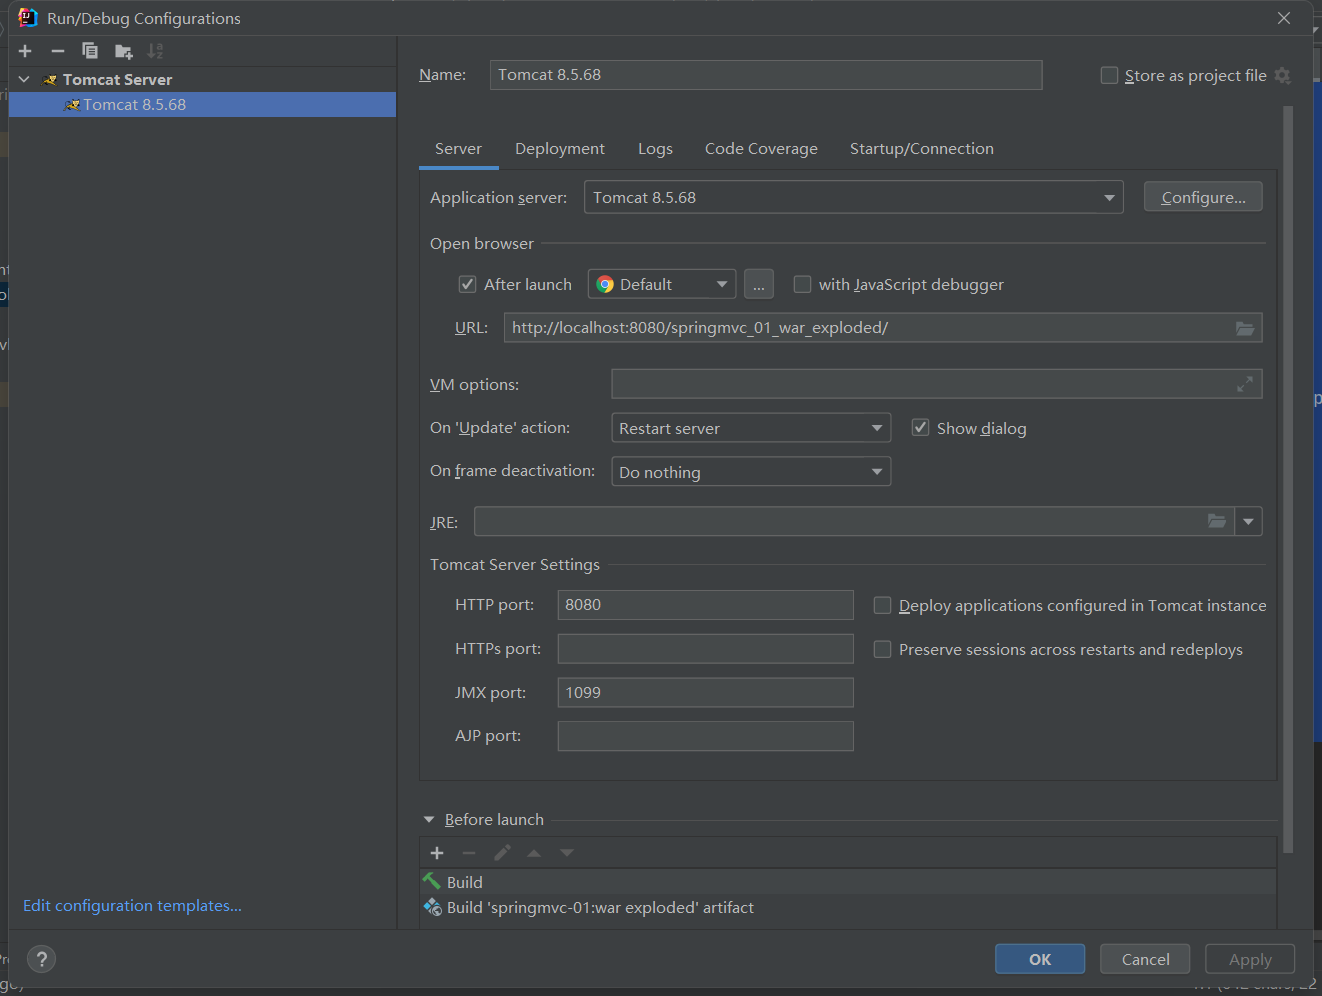 Run/Debug Configurations
Tomcat Server
Tomcat 8.5.68
Edit configuration templates...
Name: Tomcat 8.5.68 Store as project file
Server Deployment Logs Code Coverage Startup/Connection
Application server: Tomcat 8.5.68 Configure...
Open browser
After launch Default ... with JavaScript debugger
URL: http://localhost:8080/springmvc_01_war_exploded/
VM options:
On 'Update' action: Restart server Show dialog
On frame deactivation: Do nothing
JRE:
Tomcat Server Settings
HTTP port: 8080 Deploy applications configured in Tomcat instance
HTTPs port: Preserve sessions across restarts and redeploys
JMX port: 1099
AJP port:
Before launch
Build
Build 'springmvc-01:war exploded' artifact
? OK Cancel Apply